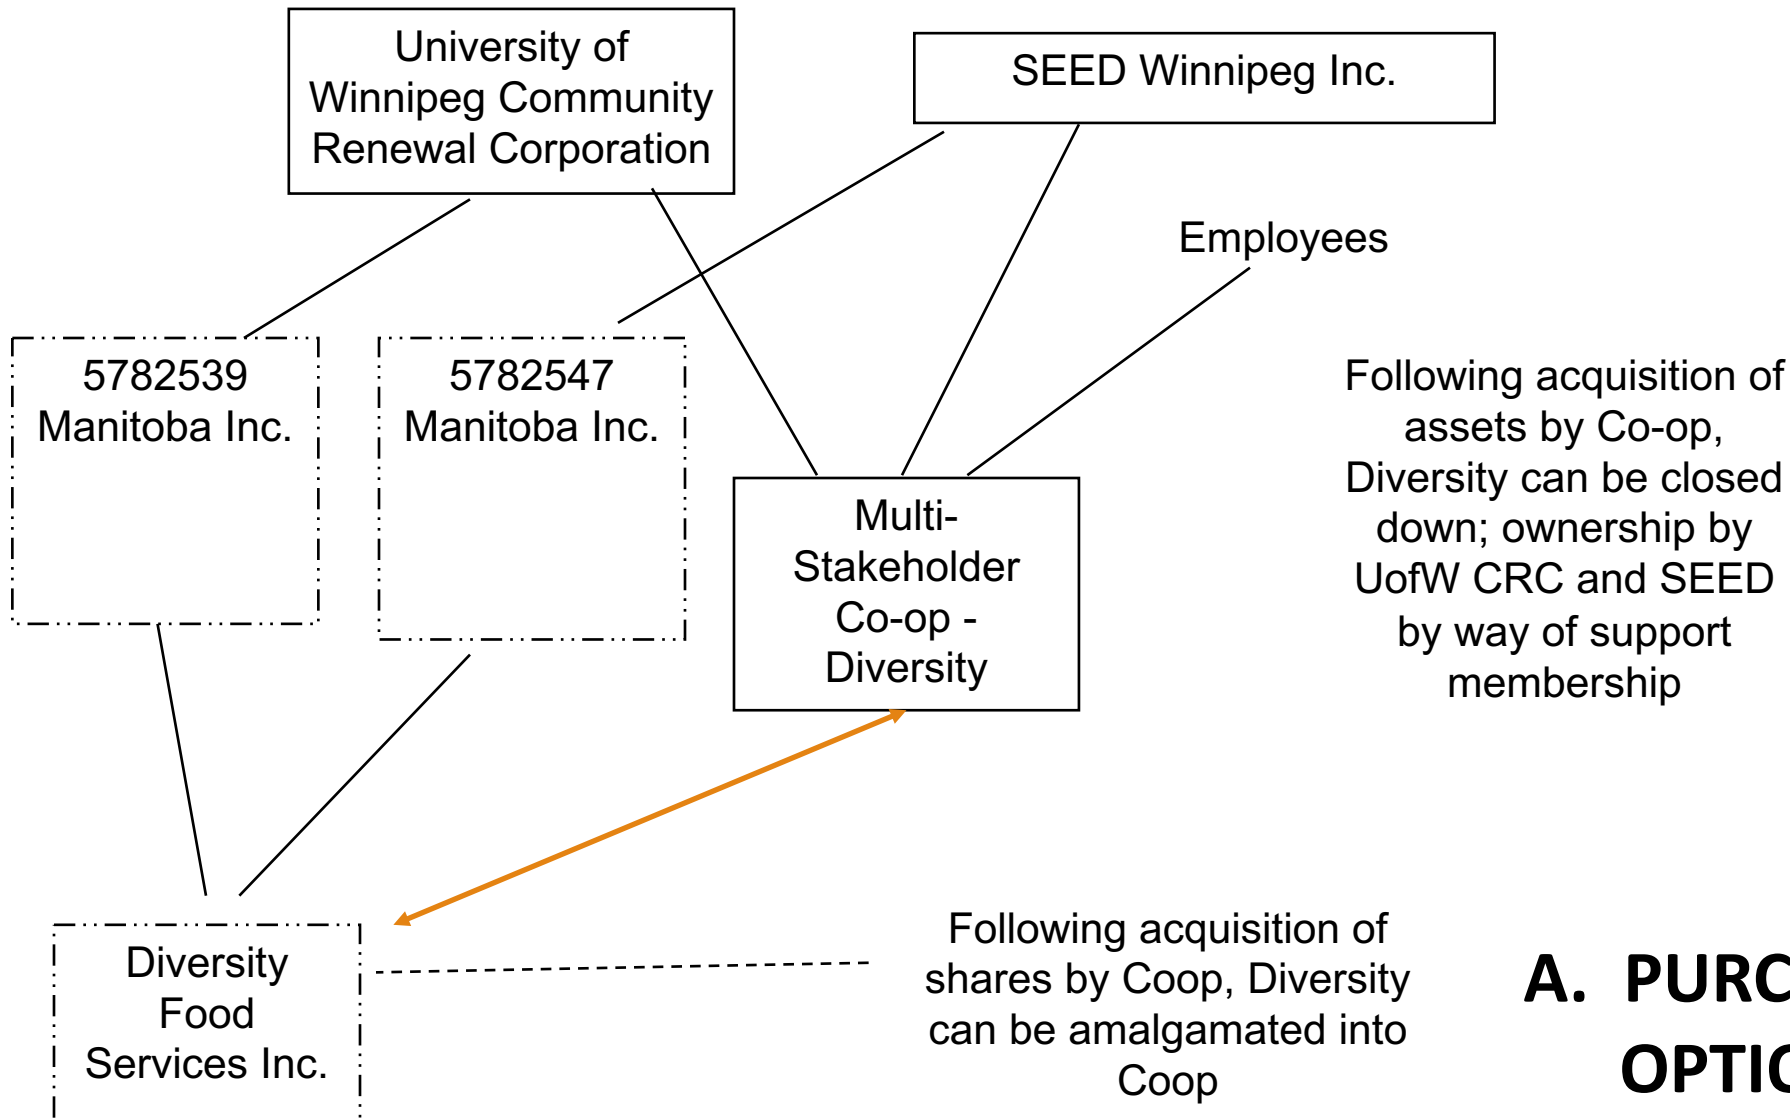 University of
Winnipeg Community
Renewal Corporation
SEED Winnipeg Inc.
Employees
5782539
Manitoba Inc.
5782547
Manitoba Inc.
Multi-
Stakeholder
Co-op -
Diversity
Following acquisition of
assets by Co-op,
Diversity can be closed
down; ownership by
UofW CRC and SEED
by way of support
membership
Diversity
Food
Services Inc.
Following acquisition of
shares by Coop, Diversity
can be amalgamated into
Coop
A.